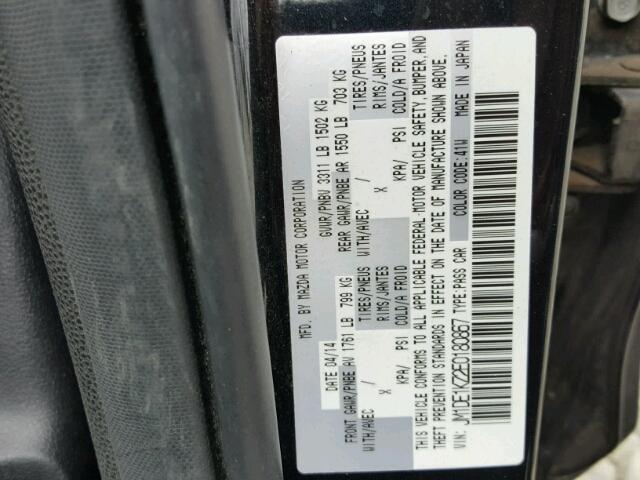 MFD. BY MAZDA MOTOR CORPORATION
DATE 04/14 GVWR/PNBV 3311 LB 1502 KG
FRONT GAWR/PNBE AV 1761 LB 799 KG REAR GAWR/PNBE AR 1550 LB 703 KG
WITH/AVEC TIRES/PNEUS WITH/AVEC TIRES/PNEUS
X RIMS/JANTES X RIMS/JANTES
KPA/ PSI COLD/A FROID KPA/ PSI COLD/A FROID
THIS VEHICLE CONFORMS TO ALL APPLICABLE FEDERAL MOTOR VEHICLE SAFETY, BUMPER, AND
THEFT PREVENTION STANDARDS IN EFFECT ON THE DATE OF MANUFACTURE SHOWN ABOVE.
VIN: JM1DE1KZ2E0180867 TYPE:PASS CAR COLOR CODE:41W MADE IN JAPAN